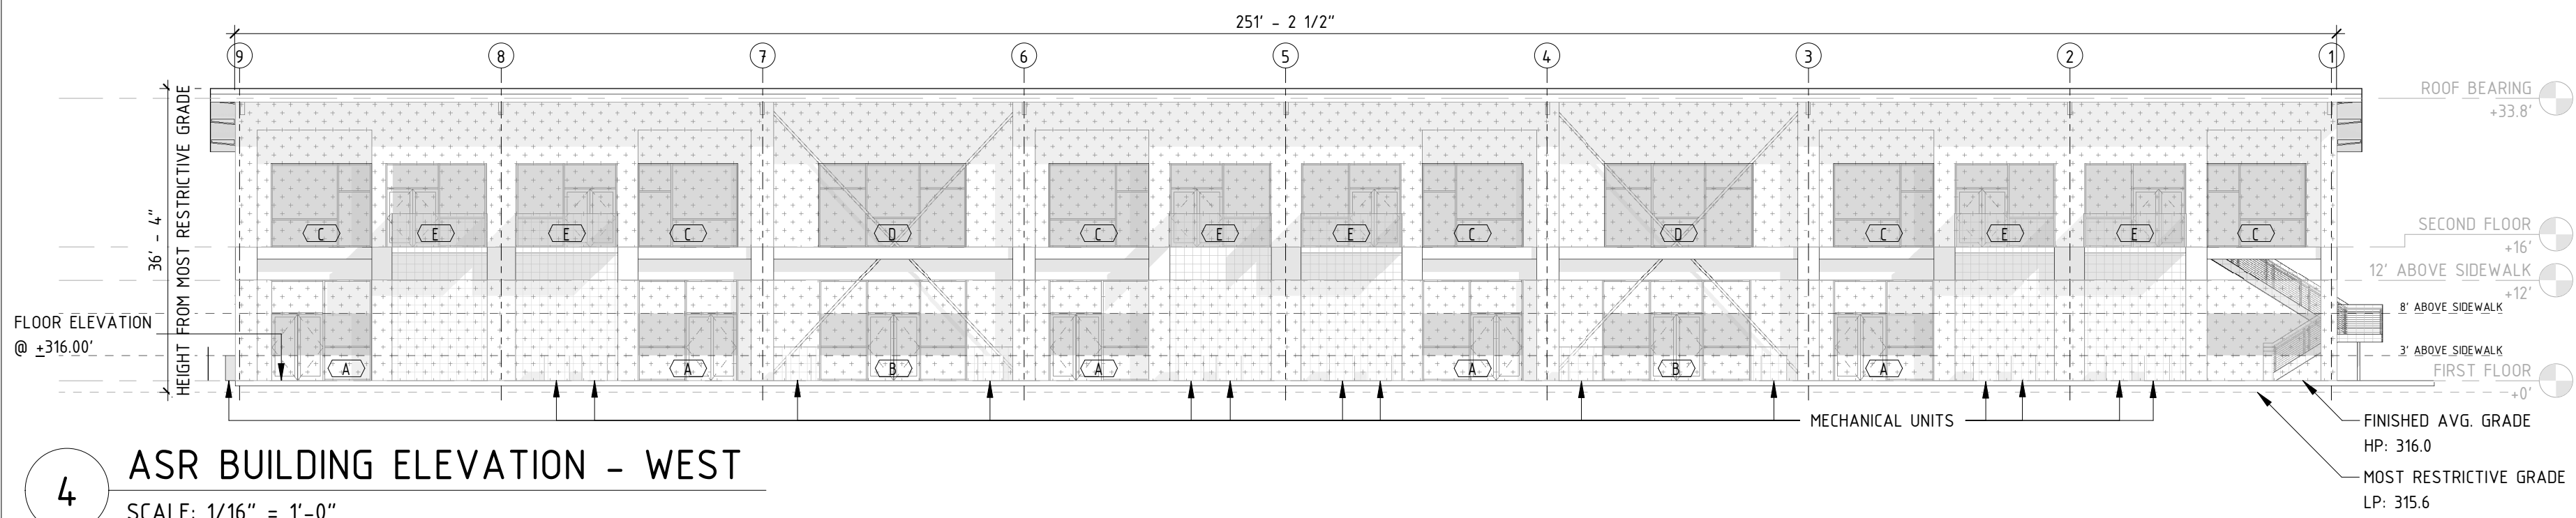 251' - 2 1/2"
9 8 7 6 5 4 3 2 1
ROOF BEARING
+33.8'
HEIGHT FROM MOST RESTRICTIVE GRADE
36' - 4"
C E E C D C E E C D C E E C
SECOND FLOOR
+16'
12' ABOVE SIDEWALK
+12'
8' ABOVE SIDEWALK
FLOOR ELEVATION
@ ±316.00'
3' ABOVE SIDEWALK
A A B A A B A
FIRST FLOOR
+0'
MECHANICAL UNITS
FINISHED AVG. GRADE
HP: 316.0
MOST RESTRICTIVE GRADE
LP: 315.6
4
ASR BUILDING ELEVATION - WEST
SCALE: 1/16" = 1'-0"